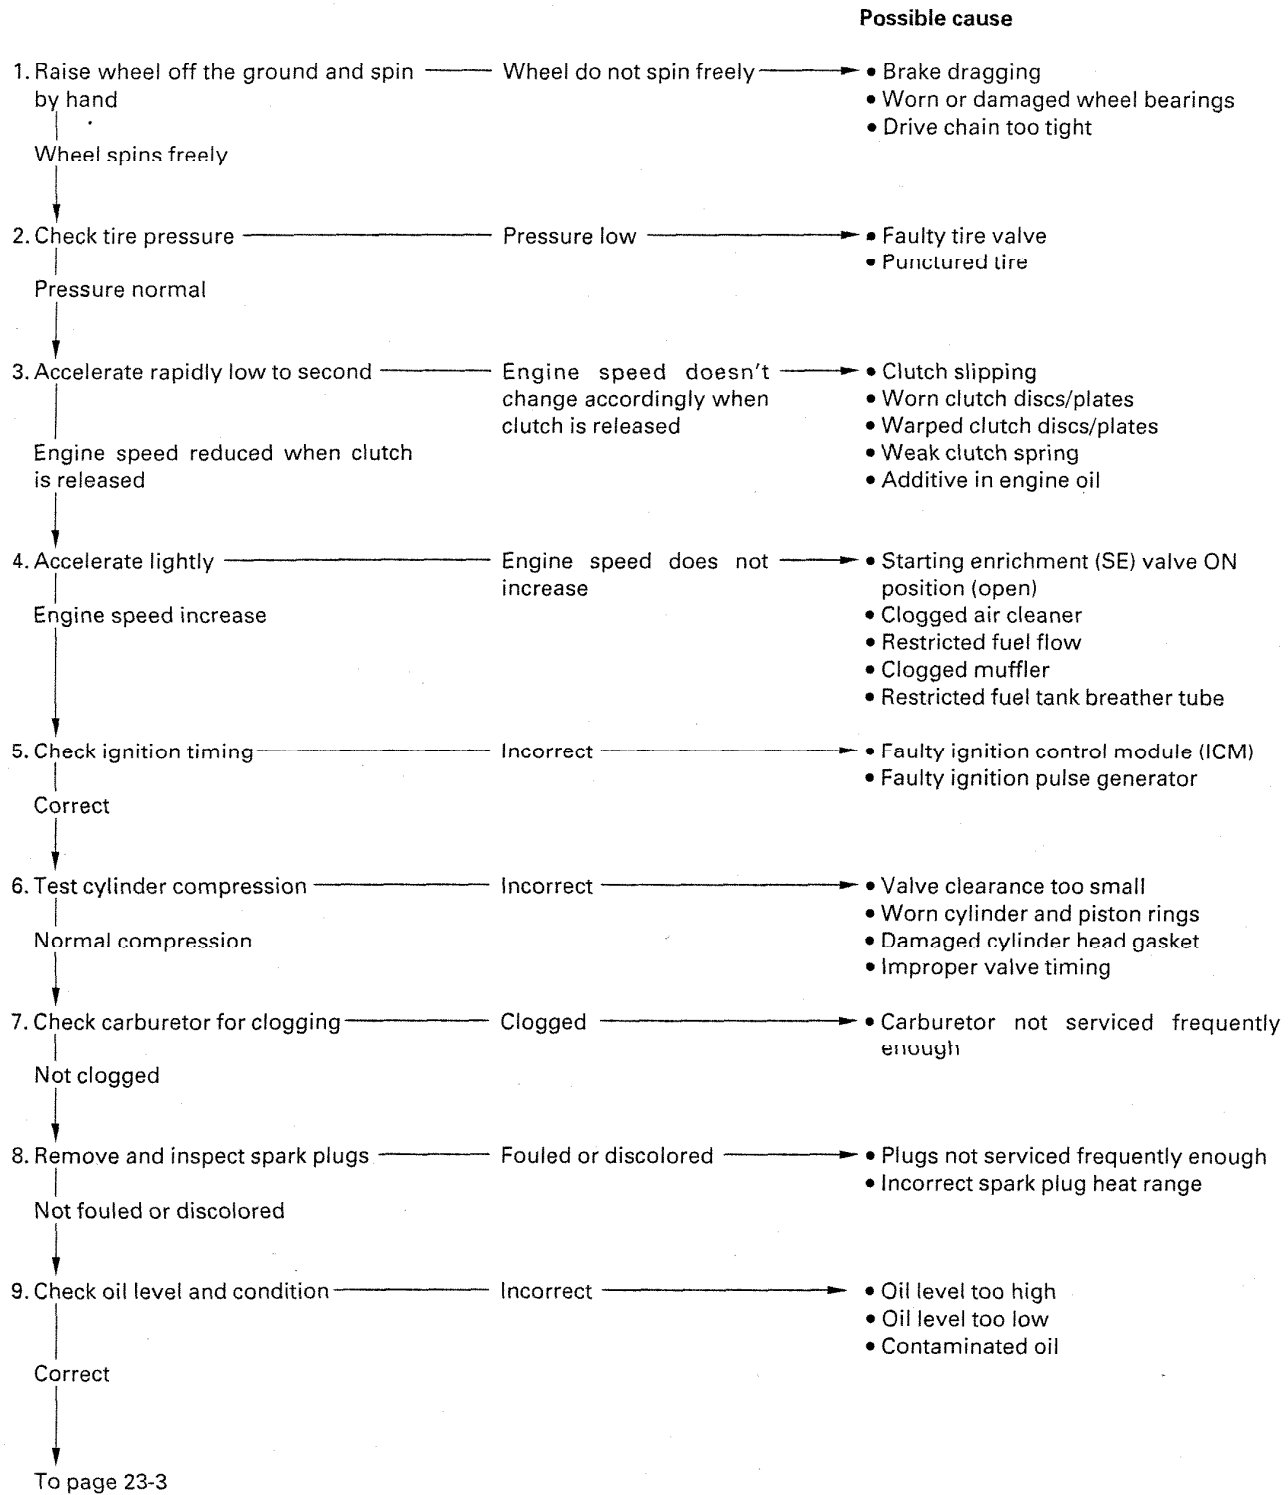 Possible cause
1. Raise wheel off the ground and spin
by hand
Wheel do not spin freely
• Brake dragging
• Worn or damaged wheel bearings
• Drive chain too tight
Wheel spins freely
2. Check tire pressure
Pressure low
• Faulty tire valve
• Punctured tire
Pressure normal
3. Accelerate rapidly low to second
Engine speed doesn't
change accordingly when
clutch is released
• Clutch slipping
• Worn clutch discs/plates
• Warped clutch discs/plates
• Weak clutch spring
• Additive in engine oil
Engine speed reduced when clutch
is released
4. Accelerate lightly
Engine speed does not
increase
• Starting enrichment (SE) valve ON
position (open)
• Clogged air cleaner
• Restricted fuel flow
• Clogged muffler
• Restricted fuel tank breather tube
Engine speed increase
5. Check ignition timing
Incorrect
• Faulty ignition control module (ICM)
• Faulty ignition pulse generator
Correct
6. Test cylinder compression
Incorrect
• Valve clearance too small
• Worn cylinder and piston rings
• Damaged cylinder head gasket
• Improper valve timing
Normal compression
7. Check carburetor for clogging
Clogged
• Carburetor not serviced frequently
enough
Not clogged
8. Remove and inspect spark plugs
Fouled or discolored
• Plugs not serviced frequently enough
• Incorrect spark plug heat range
Not fouled or discolored
9. Check oil level and condition
Incorrect
• Oil level too high
• Oil level too low
• Contaminated oil
Correct
To page 23-3